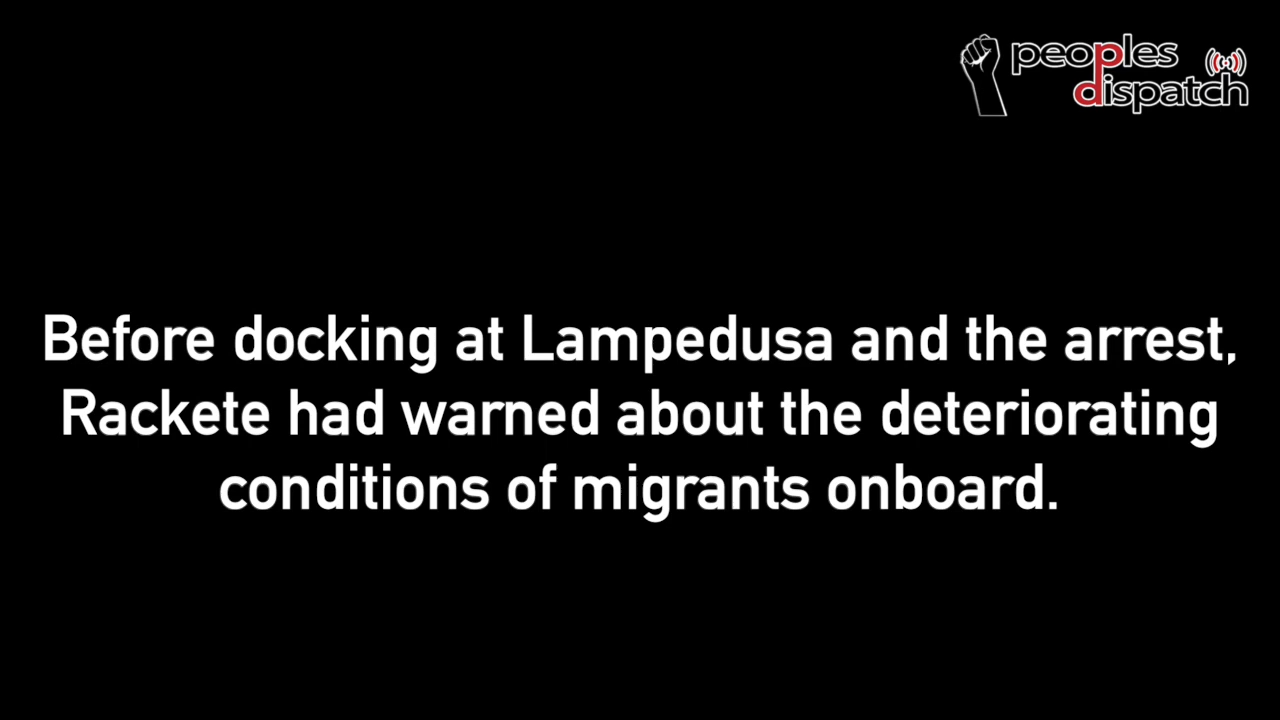 peoples
dispatch
Before docking at Lampedusa and the arrest,
Rackete had warned about the deteriorating
conditions of migrants onboard.